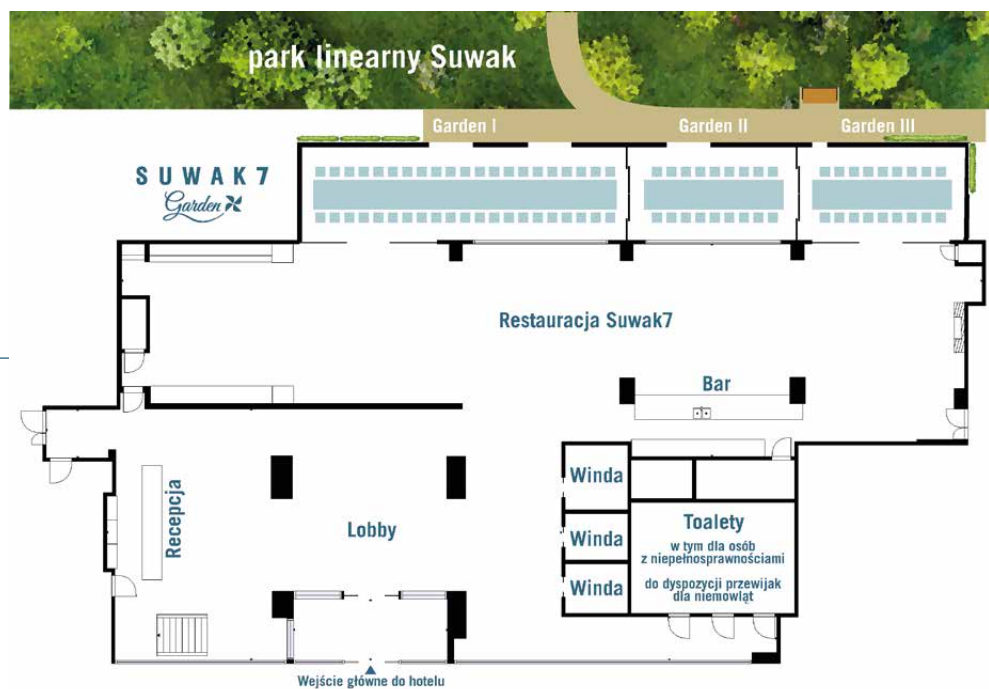 park linearny Suwak
Garden I
Garden II
Garden III
SUWAK7
Garden
Restauracja Suwak7
Bar
Winda
Recepcja
Lobby
Winda
Winda
Toalety
w tym dla osób
z niepełnosprawnościami
do dyspozycji przewijak
dla niemowląt
Wejście główne do hotelu